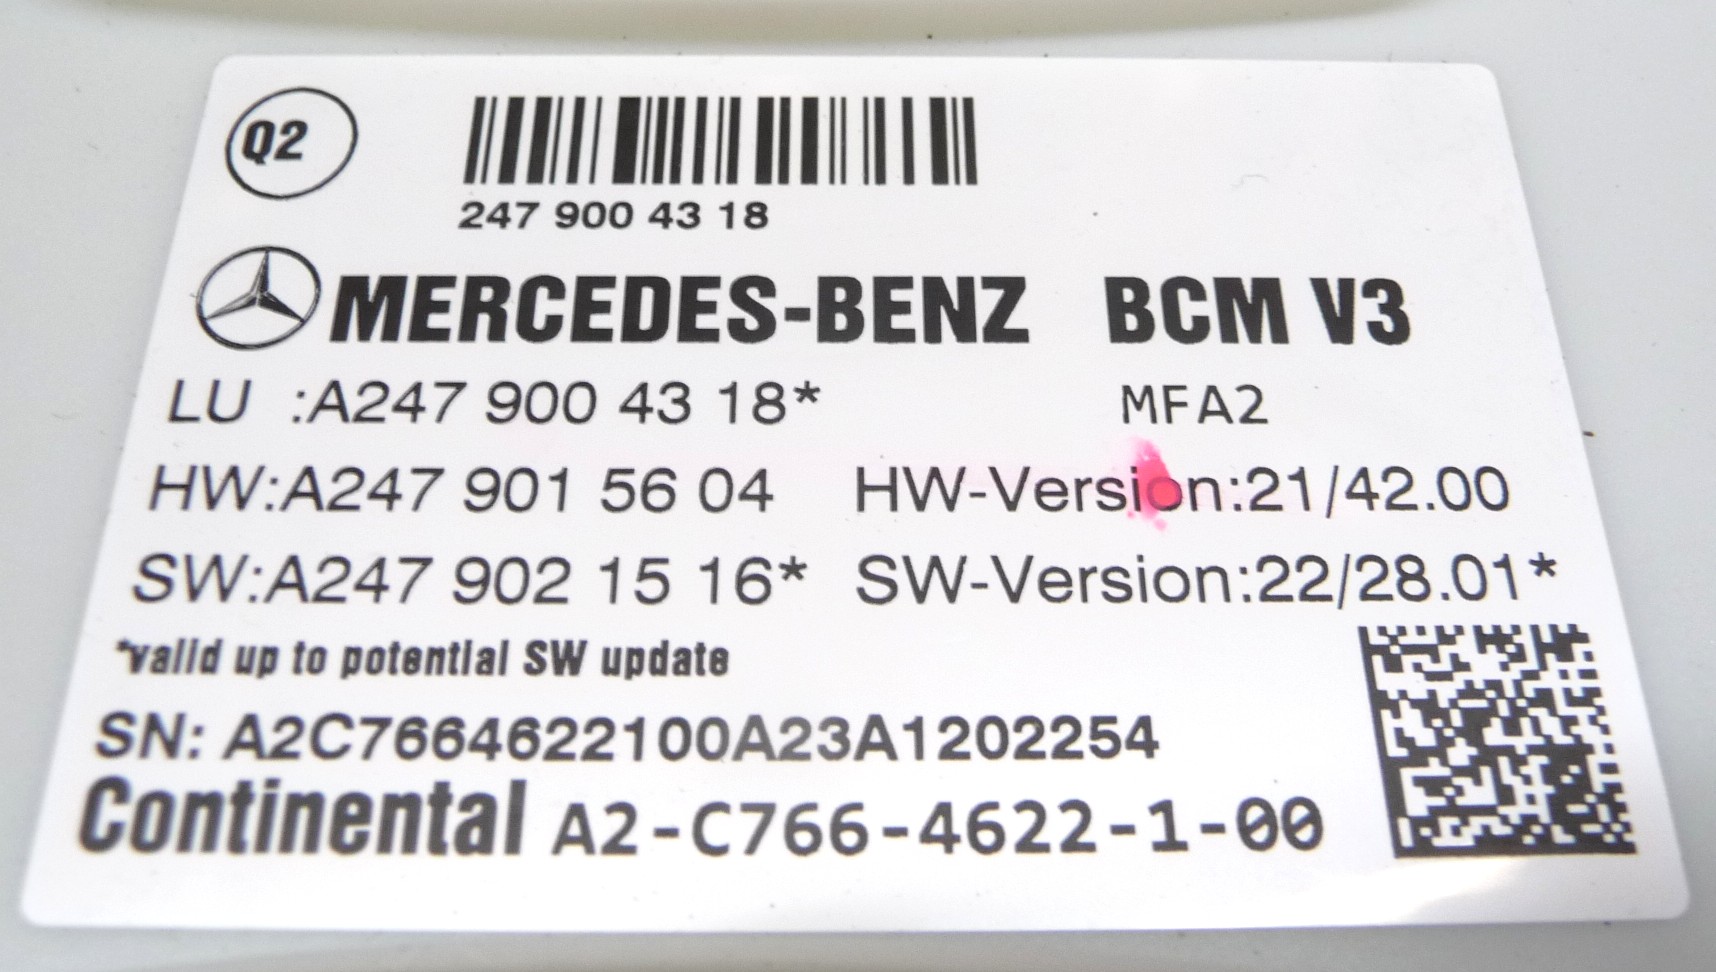 Q2
247 900 43 18
MERCEDES-BENZ BCM V3
LU :A247 900 43 18* MFA2
HW:A247 901 56 04 HW-Version:21/42.00
SW:A247 902 15 16* SW-Version:22/28.01*
*valid up to potential SW update
SN: A2C7664622100A23A1202254
Continental A2-C766-4622-1-00